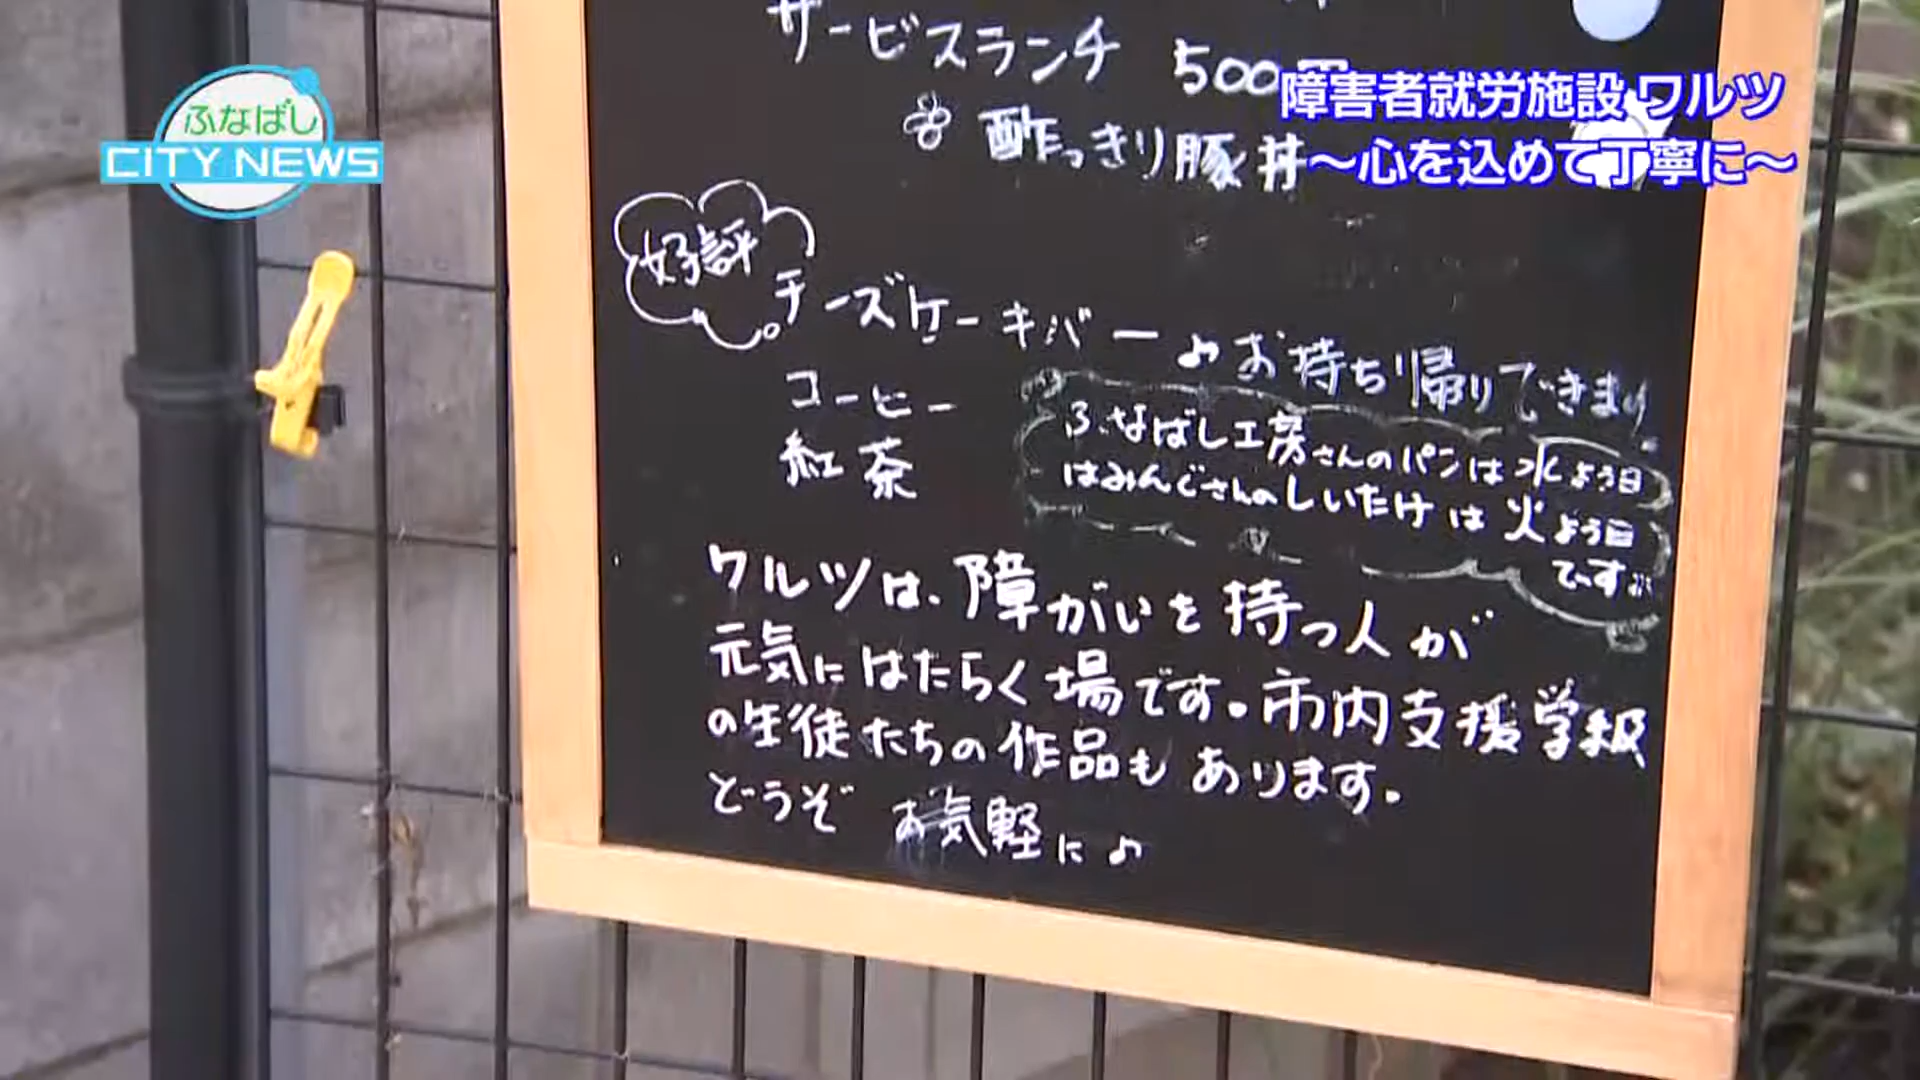 ふなばし
CITY NEWS
障害者就労施設 ワルツ
～心を込めて丁寧に～
サービスランチ 500円
酢っきり豚丼
好評
チーズケーキバー♪お持ち帰りできます
コーヒー
紅茶
ふなばし工房さんのパンは水よう日
はみんぐさんのしいたけは火よう日
です
ワルツは、障がいを持つ人が
元気にはたらく場です。市内支援学級
の生徒たちの作品もあります。
どうぞ お気軽に♪